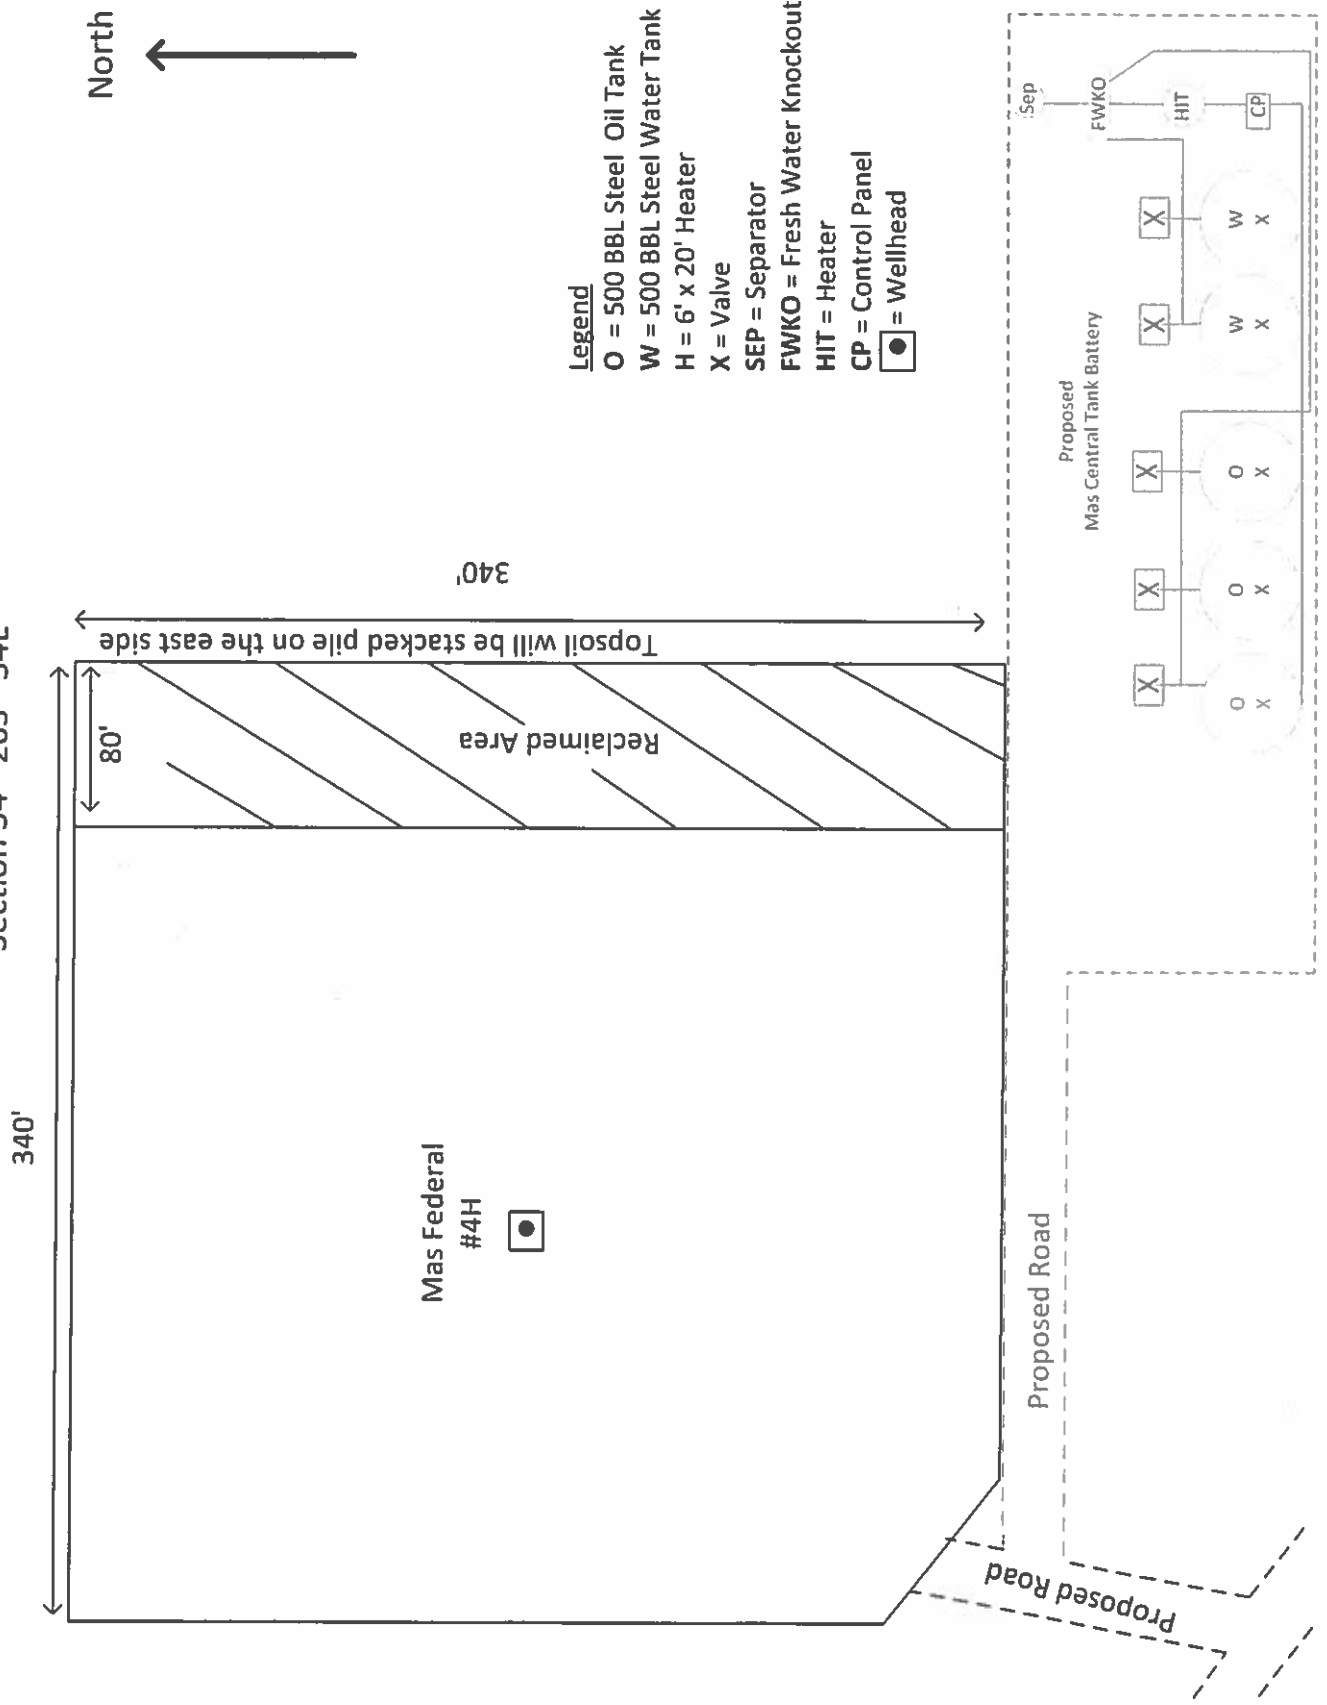 North
340'
80'
Topsoil will be stacked pile on the east side
340'
Reclaimed Area
Mas Federal
#4H
Legend
O = 500 BBL Steel Oil Tank
W = 500 BBL Steel Water Tank
H = 6' x 20' Heater
X = Valve
SEP = Separator
FWKO = Fresh Water Knockout
HIT = Heater
CP = Control Panel
= Wellhead
Proposed
Mas Central Tank Battery
Sep
FWKO
HIT
CP
X
X
X
X
X
O
X
O
X
O
X
W
X
W
X
Proposed Road
Proposed Road